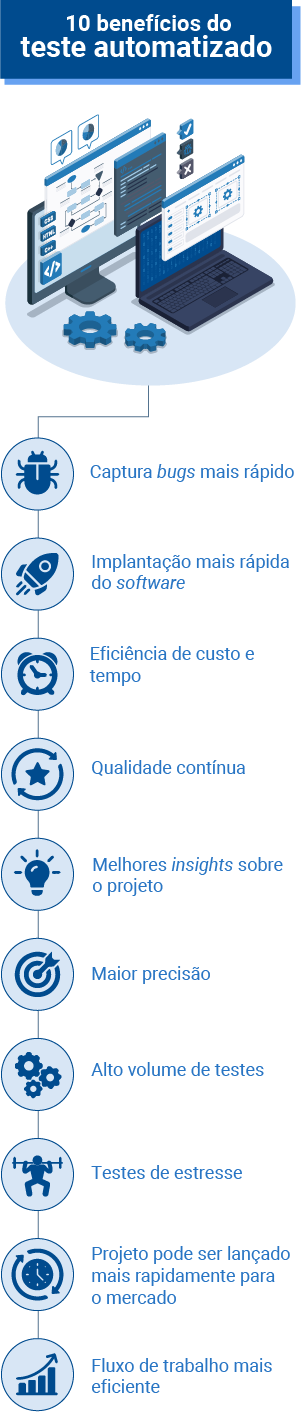 10 benefícios do
teste automatizado
CSS
HTML
C++
</>
Captura bugs mais rápido
Implantação mais rápida
do software
Eficiência de custo e
tempo
Qualidade contínua
Melhores insights sobre
o projeto
Maior precisão
Alto volume de testes
Testes de estresse
Projeto pode ser lançado
mais rapidamente para
o mercado
Fluxo de trabalho mais
eficiente